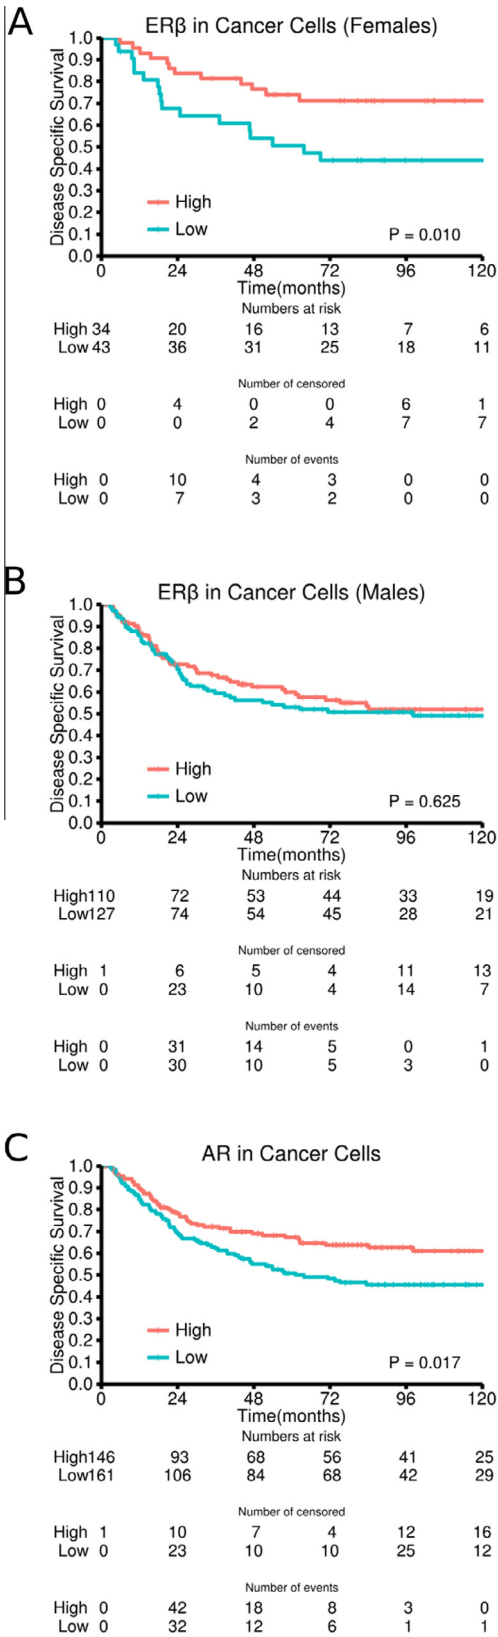 A
ERβ in Cancer Cells (Females)
Disease Specific Survival
1.0
0.9
0.8
0.7
0.6
0.5
0.4
0.3
0.2
0.1
0.0
High
Low
P = 0.010
0 24 48 72 96 120
Time(months)
Numbers at risk
High 34 20 16 13 7 6
Low 43 36 31 25 18 11
Number of censored
High 0 4 0 0 6 1
Low 0 0 2 4 7 7
Number of events
High 0 10 4 3 0 0
Low 0 7 3 2 0 0
B
ERβ in Cancer Cells (Males)
Disease Specific Survival
1.0
0.9
0.8
0.7
0.6
0.5
0.4
0.3
0.2
0.1
0.0
High
Low
P = 0.625
0 24 48 72 96 120
Time(months)
Numbers at risk
High110 72 53 44 33 19
Low127 74 54 45 28 21
Number of censored
High 1 6 5 4 11 13
Low 0 23 10 4 14 7
Number of events
High 0 31 14 5 0 1
Low 0 30 10 5 3 0
C
AR in Cancer Cells
Disease Specific Survival
1.0
0.9
0.8
0.7
0.6
0.5
0.4
0.3
0.2
0.1
0.0
High
Low
P = 0.017
0 24 48 72 96 120
Time(months)
Numbers at risk
High146 93 68 56 41 25
Low161 106 84 68 42 29
Number of censored
High 1 10 7 4 12 16
Low 0 23 10 10 25 12
Number of events
High 0 42 18 8 3 0
Low 0 32 12 6 1 1